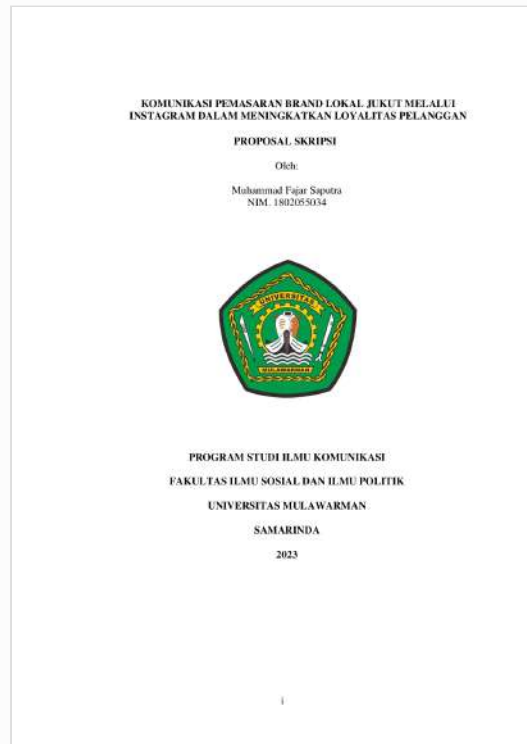 KOMUNIKASI PEMASARAN BRAND LOKAL JUKUT MELALUI
INSTAGRAM DALAM MENINGKATKAN LOYALITAS PELANGGAN
PROPOSAL SKRIPSI
Oleh:
Muhammad Fajar Saputra
NIM. 1802055034
UNIVERSITAS
MULAWARMAN
PROGRAM STUDI ILMU KOMUNIKASI
FAKULTAS ILMU SOSIAL DAN ILMU POLITIK
UNIVERSITAS MULAWARMAN
SAMARINDA
2023
i